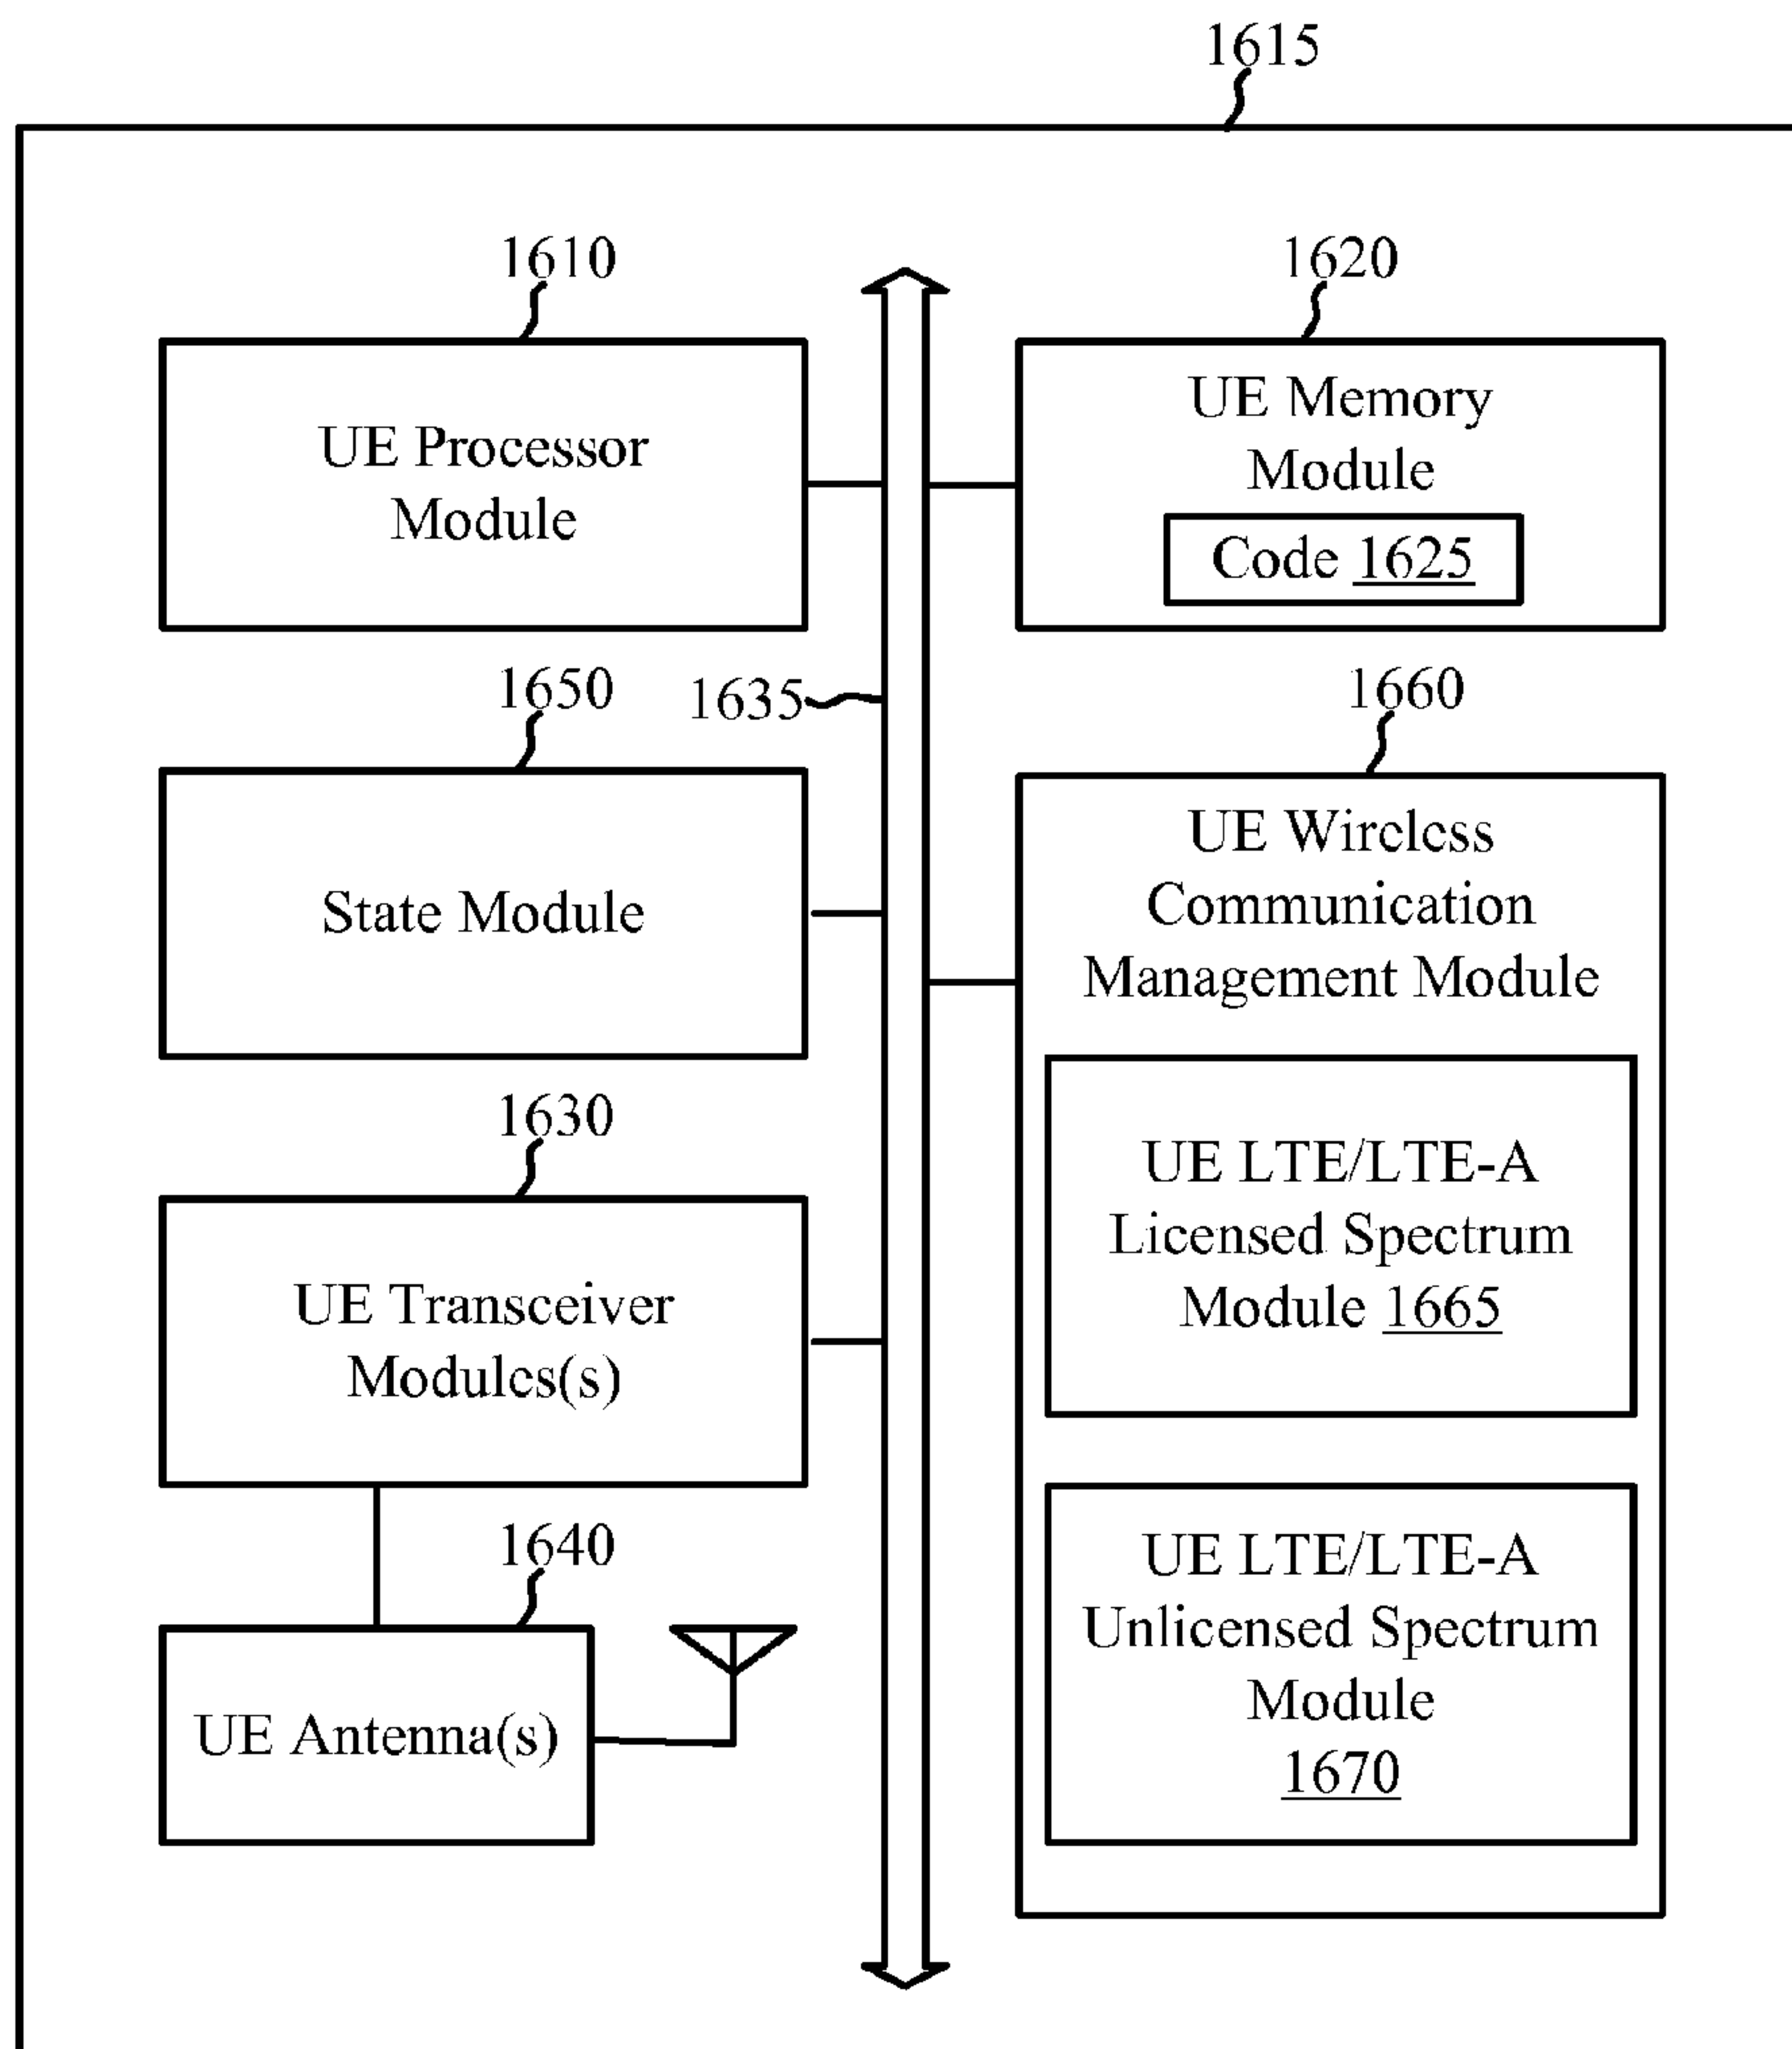 1615
1610
UE Processor
Module
1620
UE Memory
Module
Code 1625
1650
State Module
1635
1660
UE Wireless
Communication
Management Module
UE LTE/LTE-A
Licensed Spectrum
Module 1665
UE LTE/LTE-A
Unlicensed Spectrum
Module
1670
1630
UE Transceiver
Modules(s)
1640
UE Antenna(s)